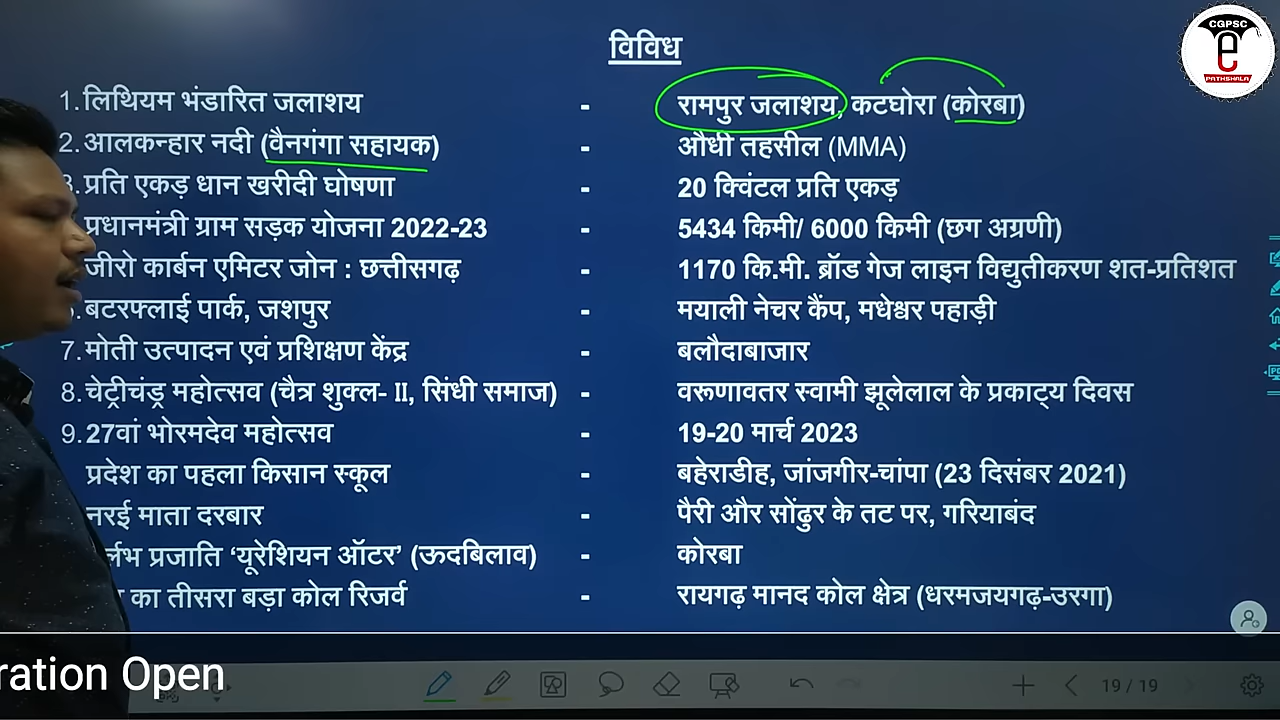 CGPSC
e
PATHSHALA
विविध
1. लिथियम भंडारित जलाशय - रामपुर जलाशय, कटघोरा (कोरबा)
2. आलकन्हार नदी (वैनगंगा सहायक) - औधी तहसील (MMA)
3. प्रति एकड़ धान खरीदी घोषणा - 20 क्विंटल प्रति एकड़
प्रधानमंत्री ग्राम सड़क योजना 2022-23 - 5434 किमी/ 6000 किमी (छग अग्रणी)
जीरो कार्बन एमिटर जोन : छत्तीसगढ़ - 1170 कि.मी. ब्रॉड गेज लाइन विद्युतीकरण शत-प्रतिशत
बटरफ्लाई पार्क, जशपुर - मयाली नेचर कैंप, मधेश्वर पहाड़ी
7. मोती उत्पादन एवं प्रशिक्षण केंद्र - बलौदाबाजार
8. चेट्रीचंड्र महोत्सव (चैत्र शुक्ल- II, सिंधी समाज) - वरूणावतर स्वामी झूलेलाल के प्रकाट्य दिवस
9. 27वां भोरमदेव महोत्सव - 19-20 मार्च 2023
प्रदेश का पहला किसान स्कूल - बहेराडीह, जांजगीर-चांपा (23 दिसंबर 2021)
नरई माता दरबार - पैरी और सोंढुर के तट पर, गरियाबंद
र्लभ प्रजाति ‘यूरेशियन ऑटर’ (ऊदबिलाव) - कोरबा
का तीसरा बड़ा कोल रिजर्व - रायगढ़ मानद कोल क्षेत्र (धरमजयगढ़-उरगा)
ration Open
19 / 19